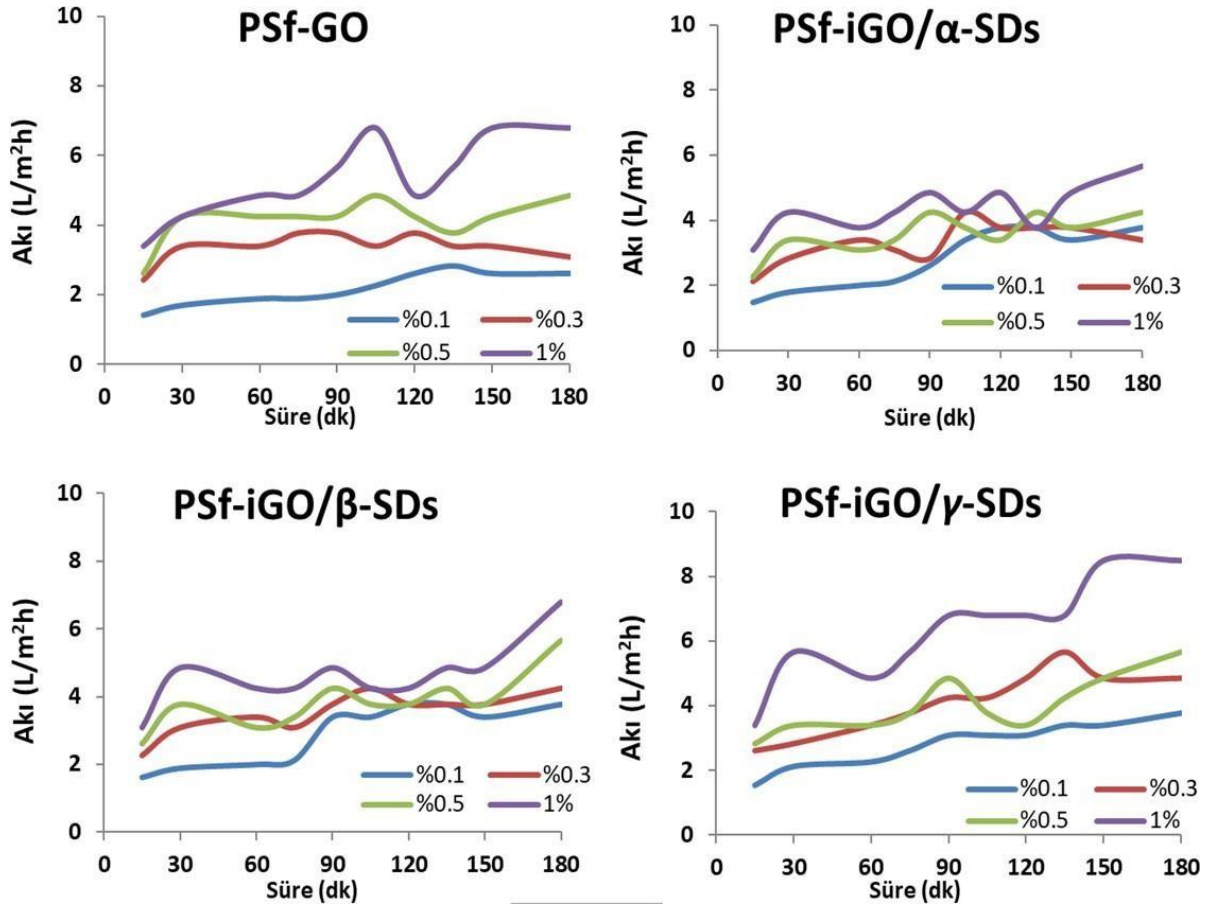 PSf-GO
10
8
6
4
2
0
Akı (L/m²h)
%0.1 %0.3
%0.5 1%
0 30 60 90 120 150 180
Süre (dk)
PSf-iGO/α-SDs
10
8
6
4
2
0
Akı (L/m²h)
%0.1 %0.3
%0.5 1%
0 30 60 90 120 150 180
Süre (dk)
PSf-iGO/β-SDs
10
8
6
4
2
0
Akı (L/m²h)
%0.1 %0.3
%0.5 1%
0 30 60 90 120 150 180
Süre (dk)
PSf-iGO/γ-SDs
10
8
6
4
2
0
Akı (L/m²h)
%0.1 %0.3
%0.5 1%
0 30 60 90 120 150 180
Süre (dk)